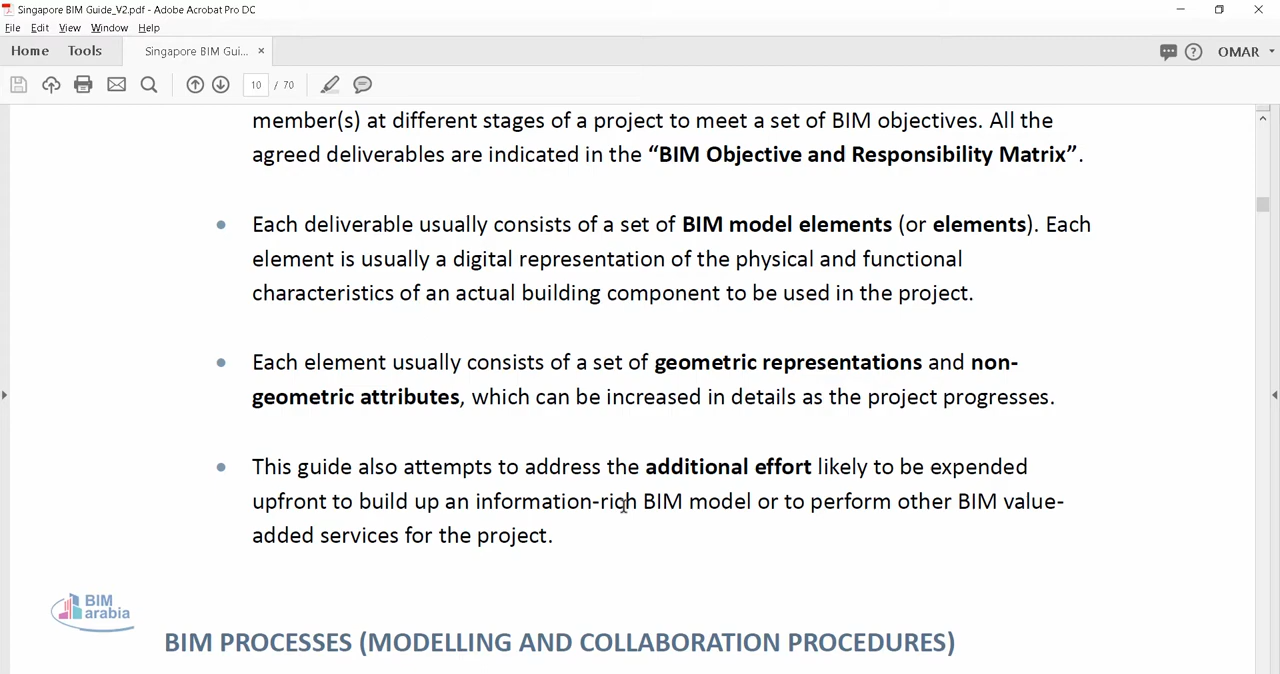 Singapore BIM Guide_V2.pdf - Adobe Acrobat Pro DC
File Edit View Window Help
Home Tools Singapore BIM Gui... × OMAR
10 / 70
member(s) at different stages of a project to meet a set of BIM objectives. All the
agreed deliverables are indicated in the “BIM Objective and Responsibility Matrix”.
• Each deliverable usually consists of a set of BIM model elements (or elements). Each
element is usually a digital representation of the physical and functional
characteristics of an actual building component to be used in the project.
• Each element usually consists of a set of geometric representations and non-
geometric attributes, which can be increased in details as the project progresses.
• This guide also attempts to address the additional effort likely to be expended
upfront to build up an information-rich BIM model or to perform other BIM value-
added services for the project.
BIM
arabia
BIM PROCESSES (MODELLING AND COLLABORATION PROCEDURES)